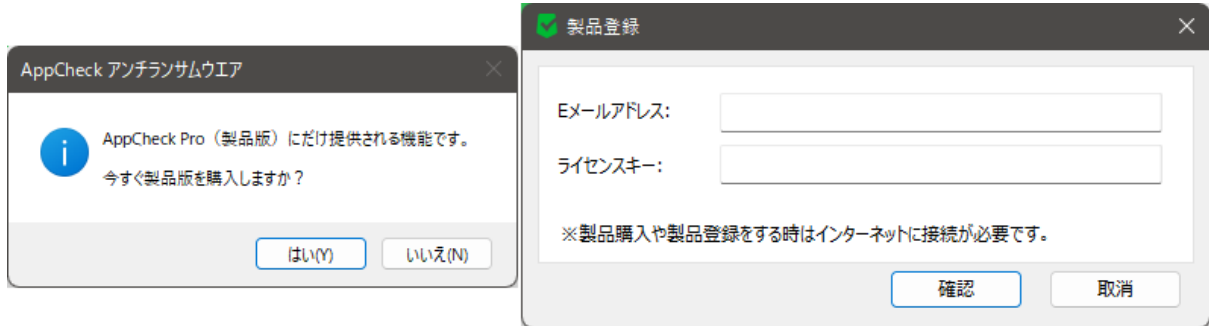 AppCheck アンチランサムウエア
AppCheck Pro（製品版）にだけ提供される機能です。
今すぐ製品版を購入しますか？
はい(Y)
いいえ(N)
製品登録
Eメールアドレス:
ライセンスキー:
※製品購入や製品登録をする時はインターネットに接続が必要です。
確認
取消